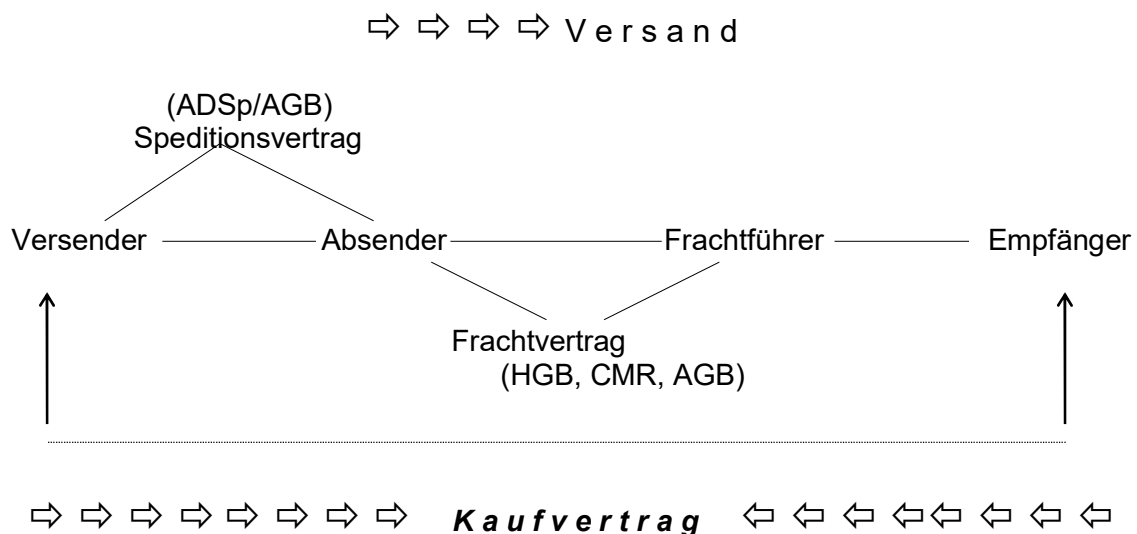 ⇨ ⇨ ⇨ ⇨ V e r s a n d
(ADSp/AGB)
Speditionsvertrag
Versender Absender Frachtführer Empfänger
Frachtvertrag
(HGB, CMR, AGB)
⇨ ⇨ ⇨ ⇨ ⇨ ⇨ ⇨ ⇨ K a u f v e r t r a g ⇦ ⇦ ⇦ ⇦ ⇦ ⇦ ⇦ ⇦